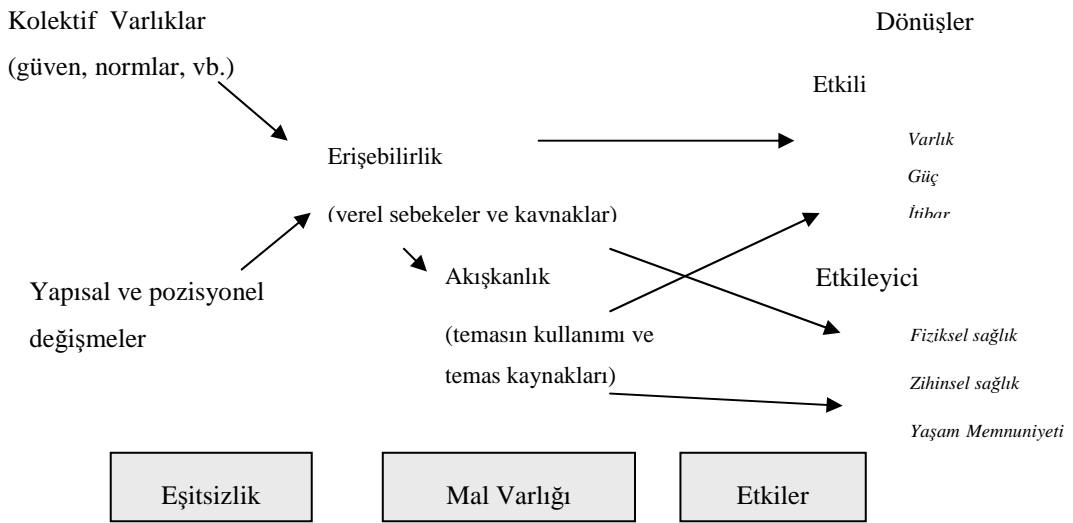 Kolektif Varlıklar
(güven, normlar, vb.)
Dönüşler
Etkili
Varlık
Güç
İtibar
Erişebilirlik
(yerel şebekeler ve kaynaklar)
Yapısal ve pozisyonel
değişmeler
Akışkanlık
(temasın kullanımı ve
temas kaynakları)
Etkileyici
Fiziksel sağlık
Zihinsel sağlık
Yaşam Memnuniyeti
Eşitsizlik
Mal Varlığı
Etkiler